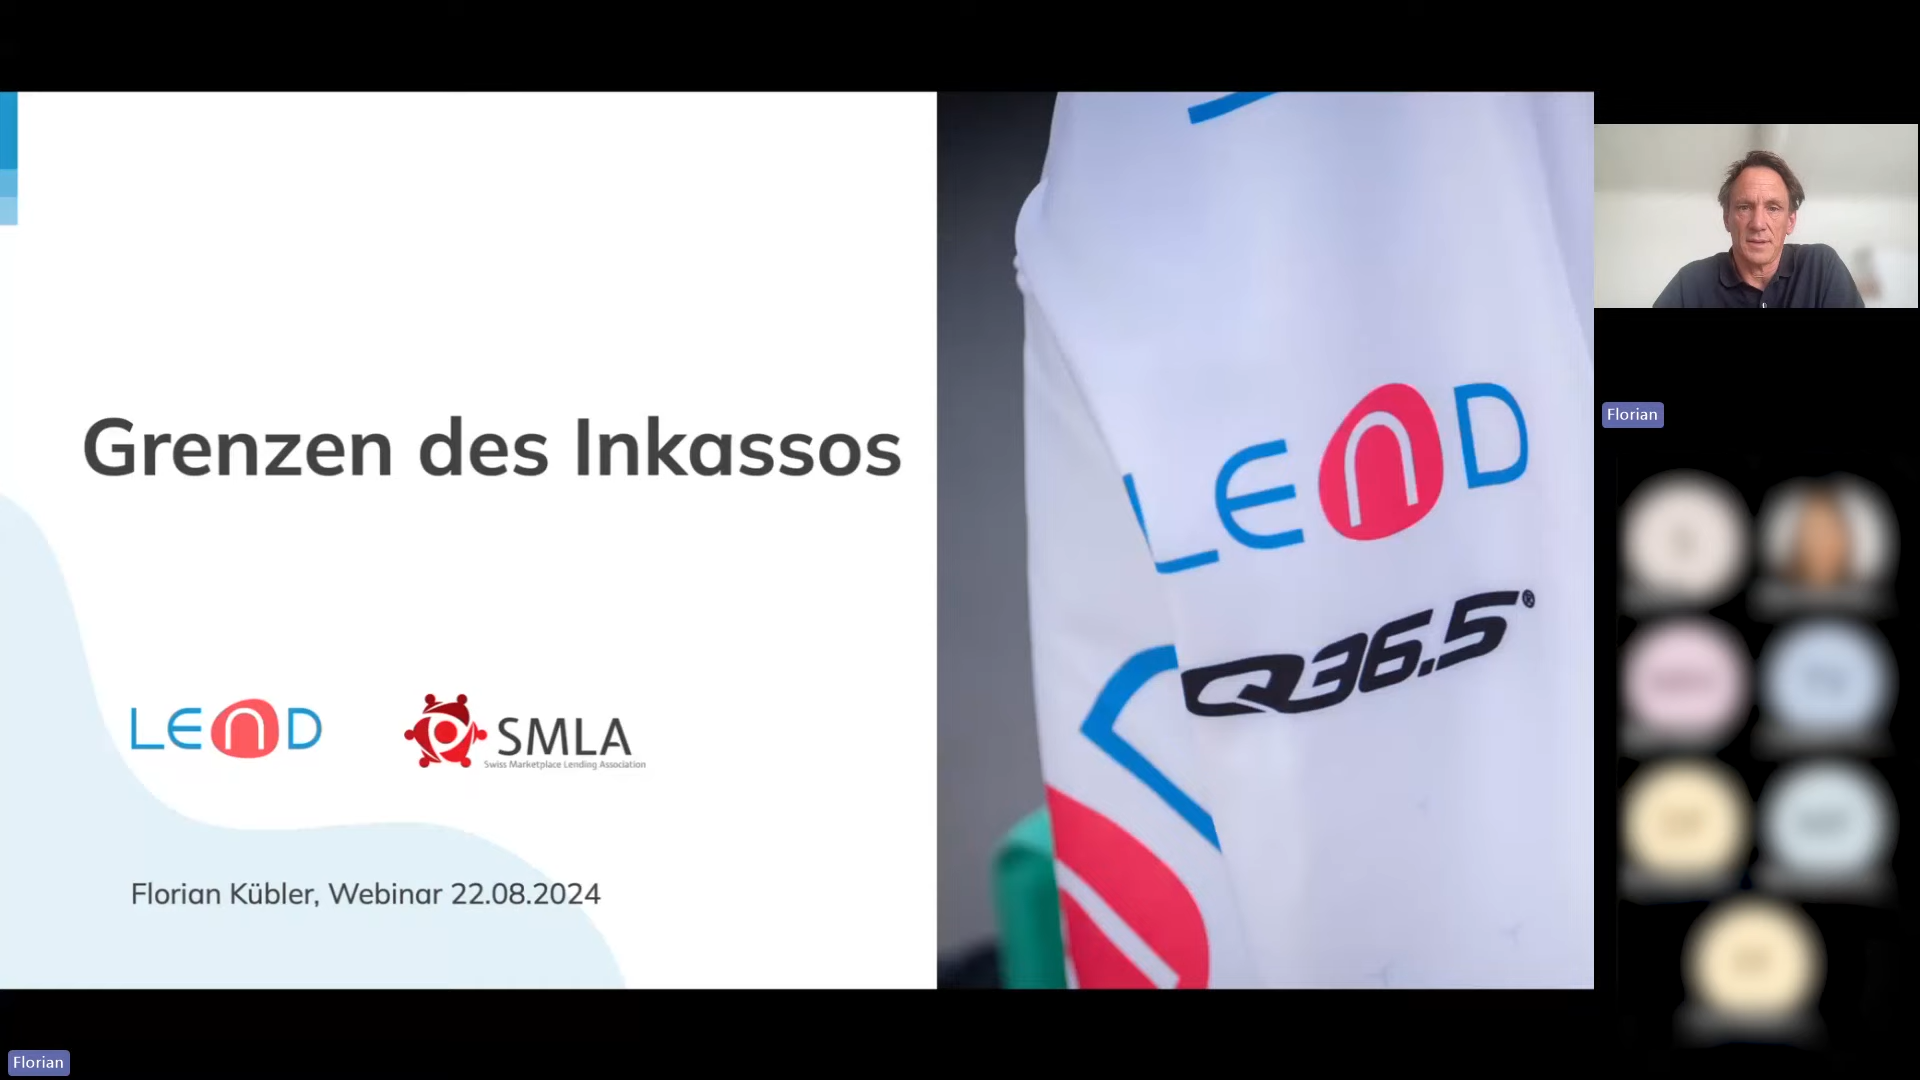 Grenzen des Inkassos
LEND
SMLA
Swiss Marketplace Lending Association
Florian Kübler, Webinar 22.08.2024
LEND
Q36.5®
Florian
Florian